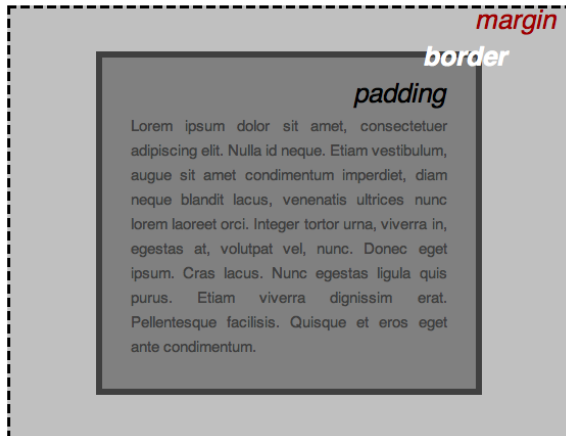 margin
border
padding
Lorem ipsum dolor sit amet, consectetuer
adipiscing elit. Nulla id neque. Etiam vestibulum,
augue sit amet condimentum imperdiet, diam
neque blandit lacus, venenatis ultrices nunc
lorem laoreet orci. Integer tortor urna, viverra in,
egestas at, volutpat vel, nunc. Donec eget
ipsum. Cras lacus. Nunc egestas ligula quis
purus. Etiam viverra dignissim erat.
Pellentesque facilisis. Quisque et eros eget
ante condimentum.